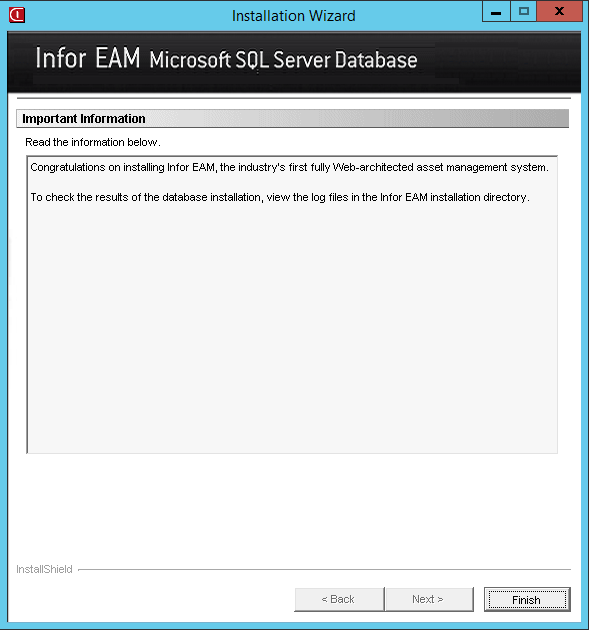 Installation Wizard
Infor EAM Microsoft SQL Server Database
Important Information
Read the information below.
Congratulations on installing Infor EAM, the industry's first fully Web-architected asset management system.
To check the results of the database installation, view the log files in the Infor EAM installation directory.
InstallShield
< Back
Next >
Finish